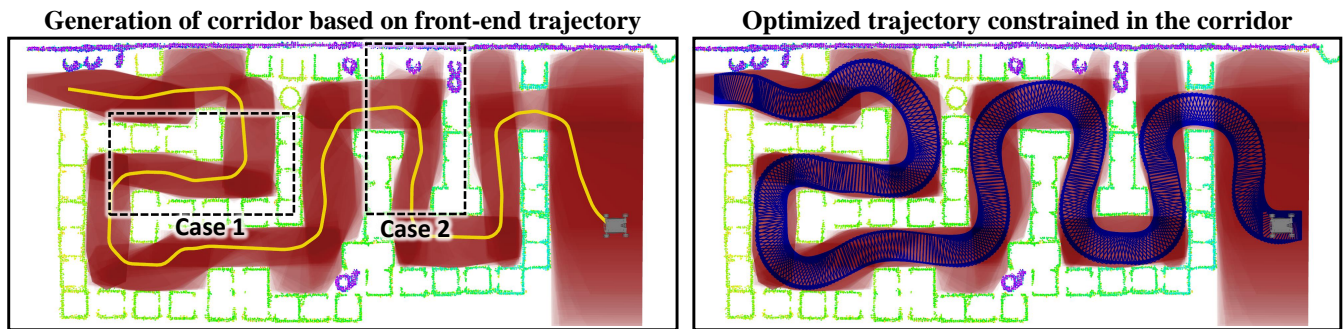 Generation of corridor based on front-end trajectory
Optimized trajectory constrained in the corridor
Case 1
Case 2